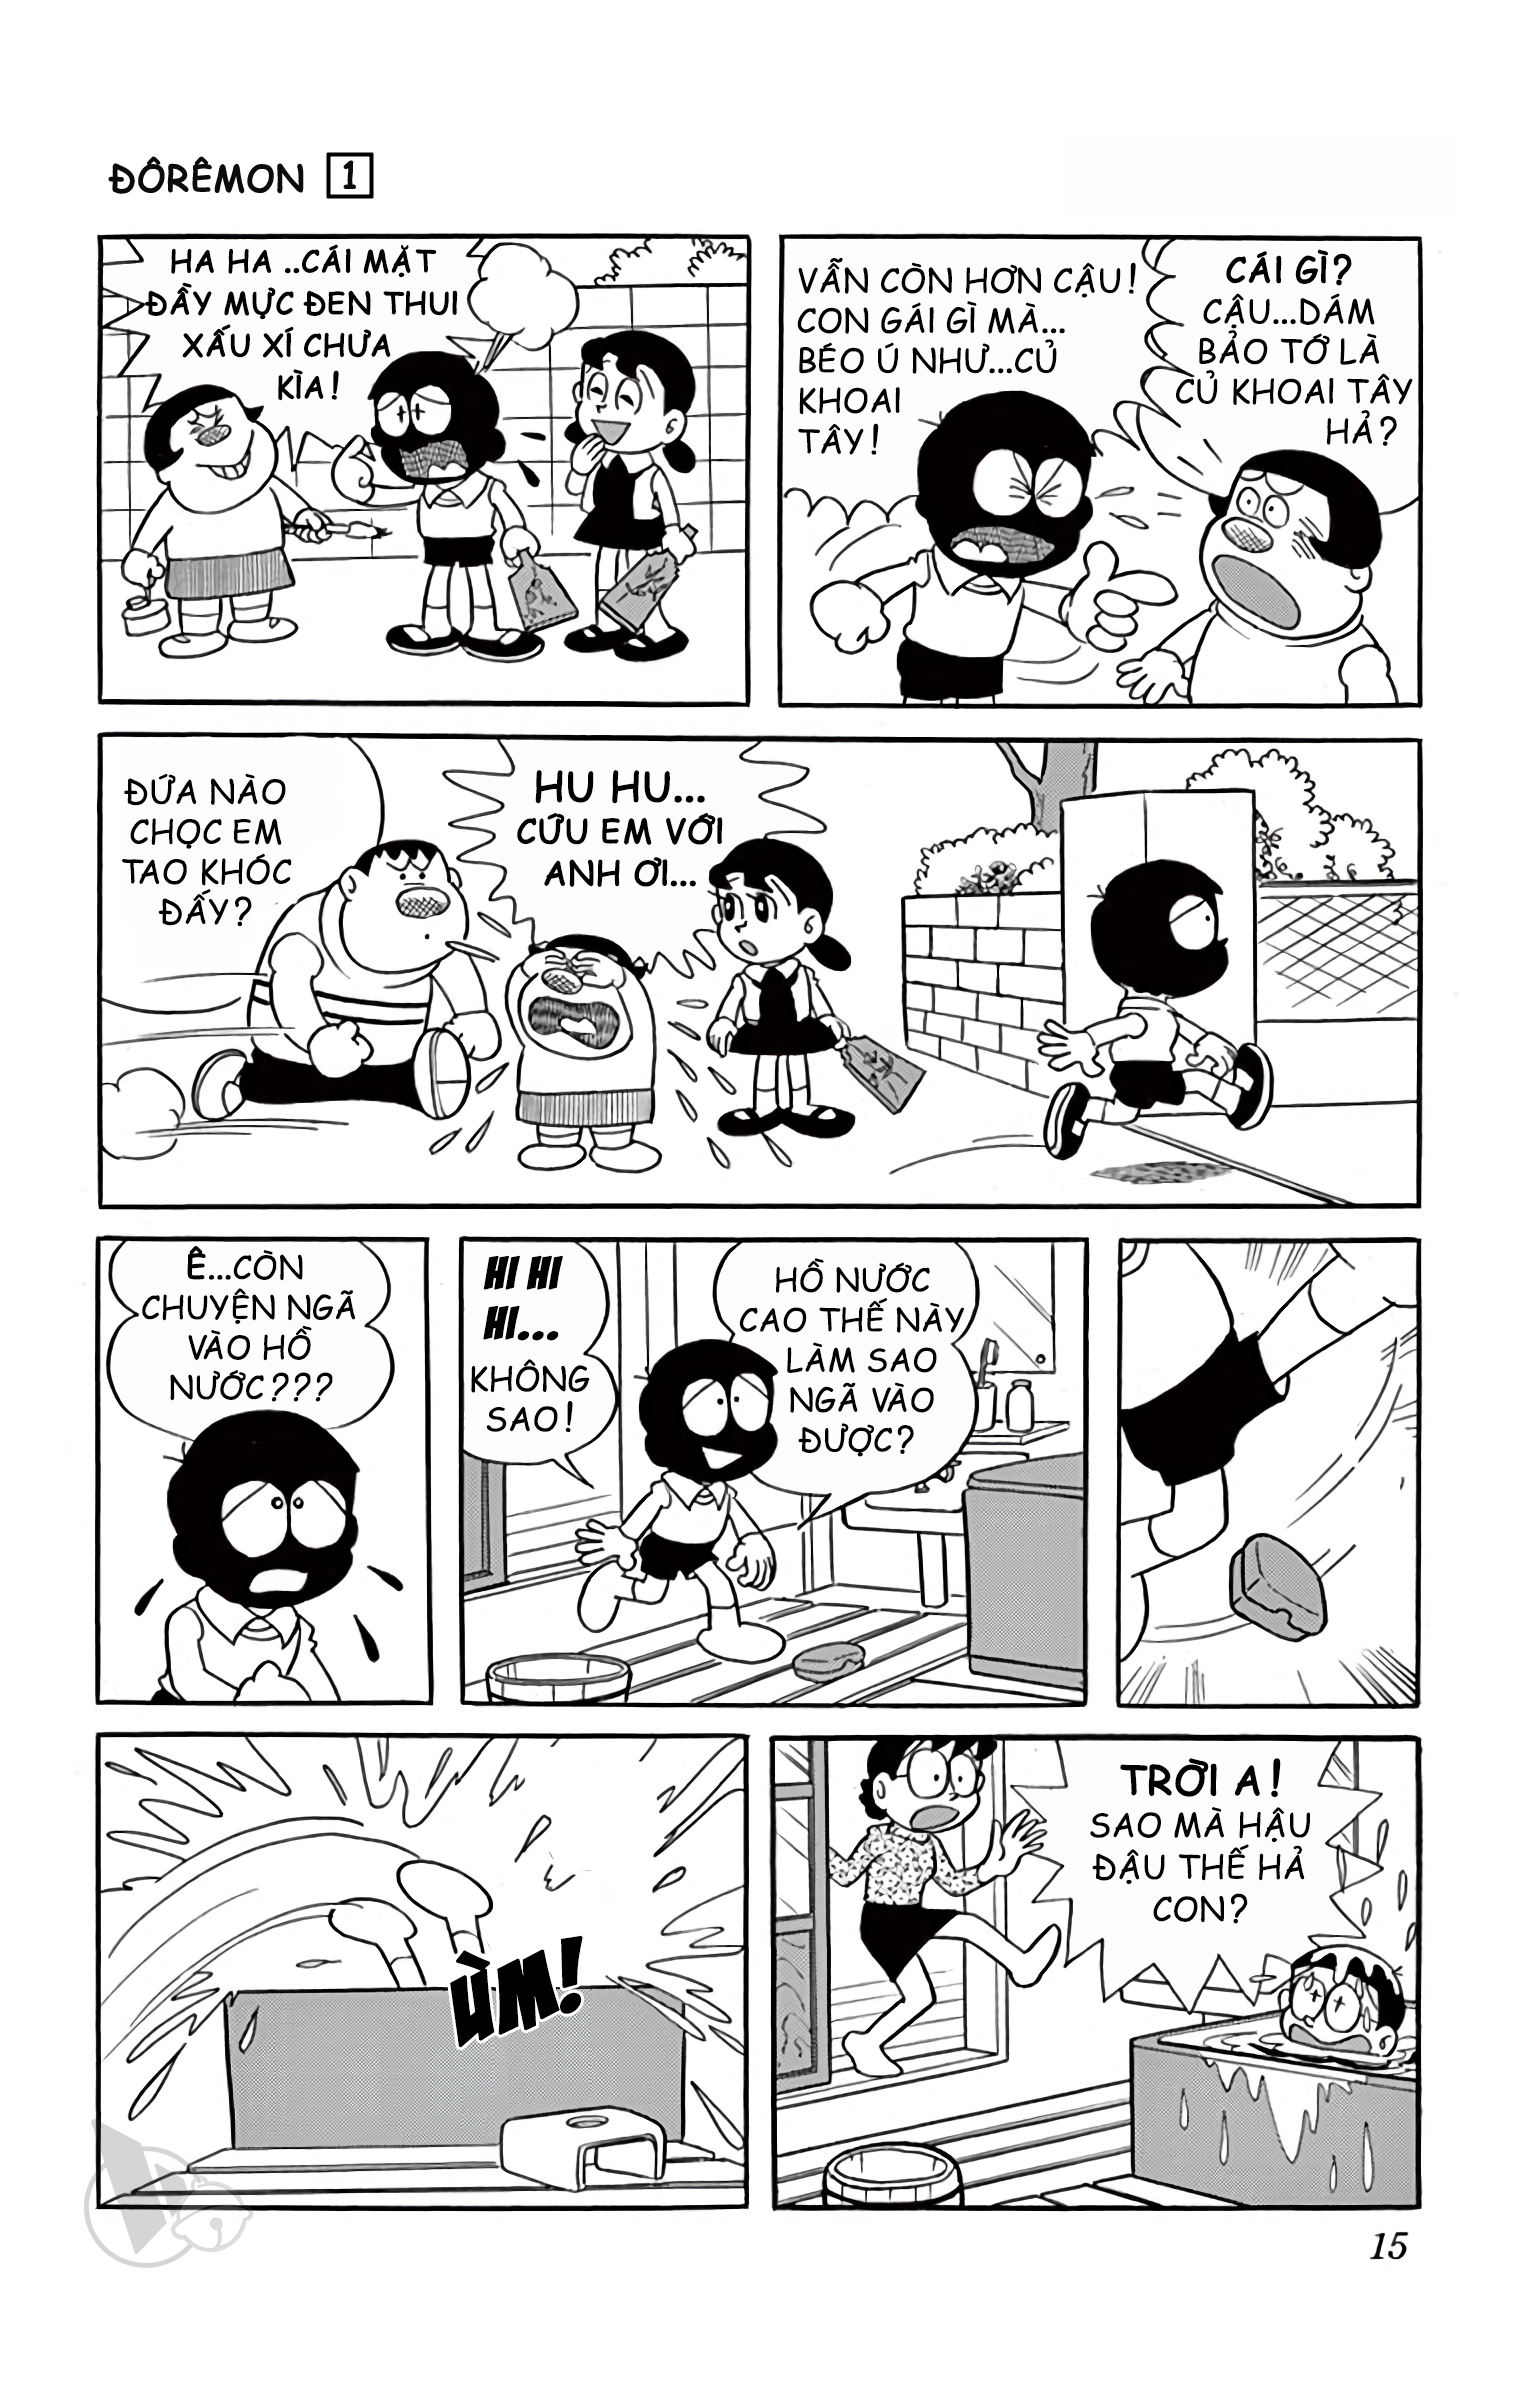 ĐÔRÊMON 1
HA HA ..CÁI MẶT
ĐẦY MỰC ĐEN THUI
XẤU XÍ CHƯA
KÌA!
VẪN CÒN HƠN CẬU!
CON GÁI GÌ MÀ...
BÉO Ú NHƯ...CỦ
KHOAI
TÂY!
CÁI GÌ?
CẬU...DÁM
BẢO TỚ LÀ
CỦ KHOAI TÂY
HẢ?
ĐỨA NÀO
CHỌC EM
TAO KHÓC
ĐẤY?
HU HU...
CỨU EM VỚI
ANH ƠI...
Ê...CÒN
CHUYỆN NGÃ
VÀO HỒ
NƯỚC???
HI HI
HI...
KHÔNG
SAO!
HỒ NƯỚC
CAO THẾ NÀY
LÀM SAO
NGÃ VÀO
ĐƯỢC?
ÙM!
TRỜI A!
SAO MÀ HẬU
ĐẬU THẾ HẢ
CON?
15